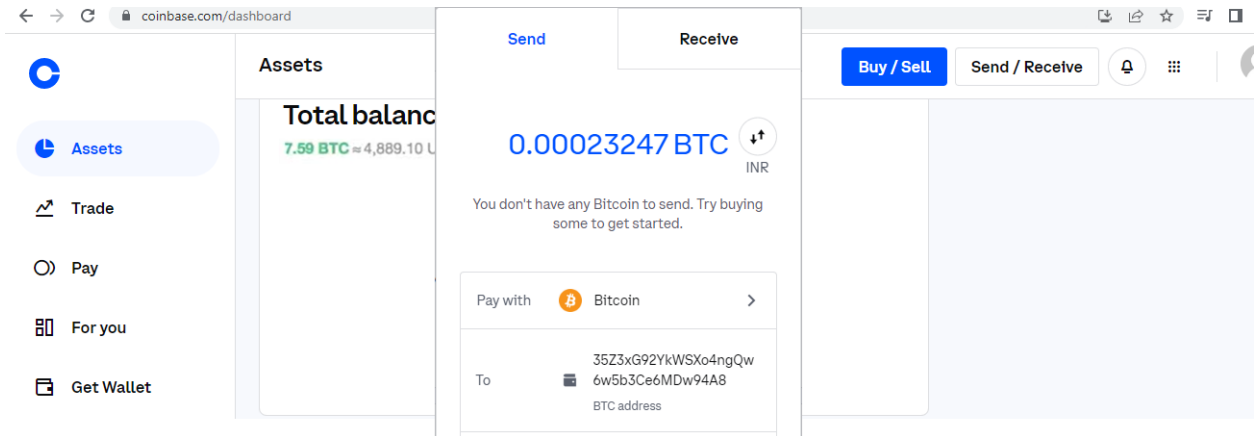 coinbase.com/dashboard
Send
Receive
Assets
Buy / Sell
Send / Receive
Total balanc
7.59 BTC ≈ 4,889.10 U
0.00023247 BTC
INR
You don't have any Bitcoin to send. Try buying
some to get started.
Assets
Trade
Pay
For you
Get Wallet
Pay with
Bitcoin
To
35Z3xG92YkWSXo4ngQw
6w5b3Ce6MDw94A8
BTC address